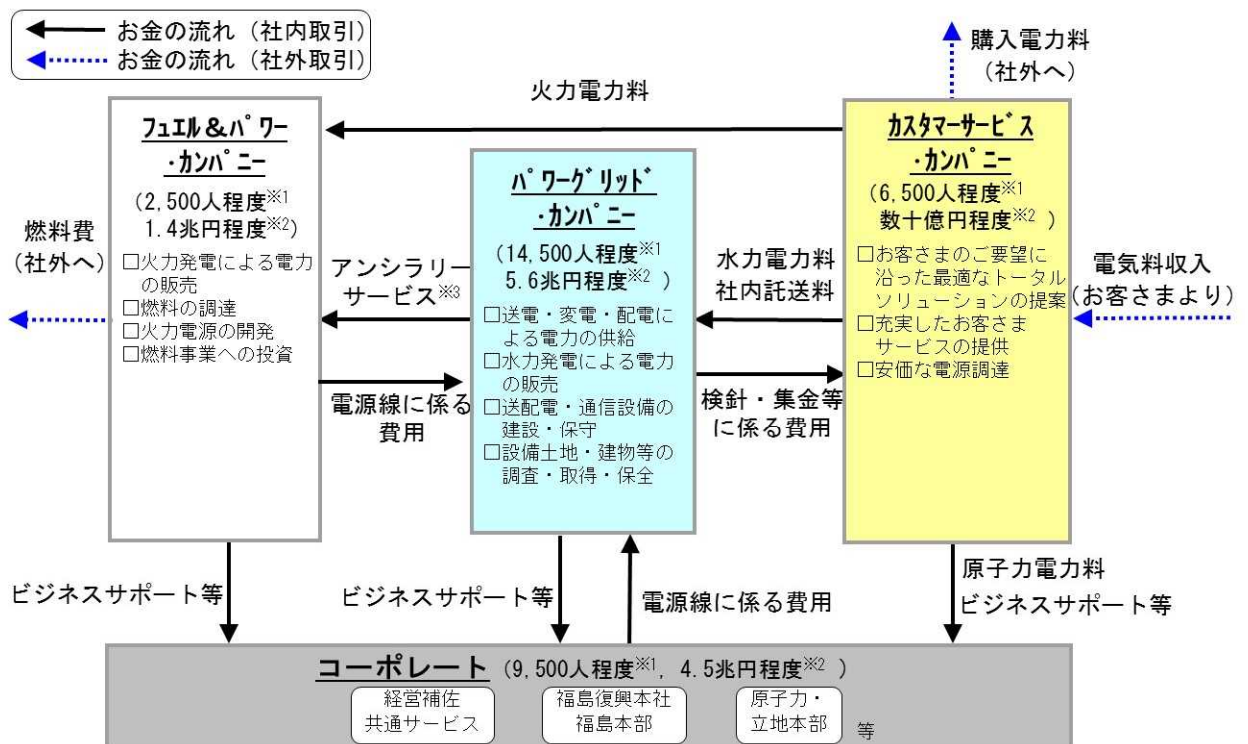 お金の流れ（社内取引）
お金の流れ（社外取引）
購入電力料
（社外へ）
火力電力料
ﾌｭｴﾙ＆ﾊﾟﾜｰ
・ｶﾝﾊﾟﾆｰ
（2,500人程度※1
1.4兆円程度※2）
□火力発電による電力
の販売
□燃料の調達
□火力電源の開発
□燃料事業への投資
燃料費
（社外へ）
アンシラリー
サービス※3
電源線に係る
費用
ﾊﾟﾜｰｸﾞﾘｯﾄﾞ
・ｶﾝﾊﾟﾆｰ
（14,500人程度※1
5.6兆円程度※2 ）
□送電・変電・配電に
よる電力の供給
□水力発電による電力
の販売
□送配電・通信設備の
建設・保守
□設備土地・建物等の
調査・取得・保全
水力電力料
社内託送料
検針・集金等
に係る費用
ｶｽﾀﾏｰｻｰﾋﾞｽ
・ｶﾝﾊﾟﾆｰ
（6,500人程度※1
数十億円程度※2 ）
□お客さまのご要望に
沿った最適なトータル
ソリューションの提案
□充実したお客さま
サービスの提供
□安価な電源調達
電気料収入
（お客さまより）
ビジネスサポート等
ビジネスサポート等
電源線に係る費用
原子力電力料
ビジネスサポート等
コーポレート（9,500人程度※1, 4.5兆円程度※2 ）
経営補佐
共通サービス
福島復興本社
福島本部
原子力・
立地本部
等